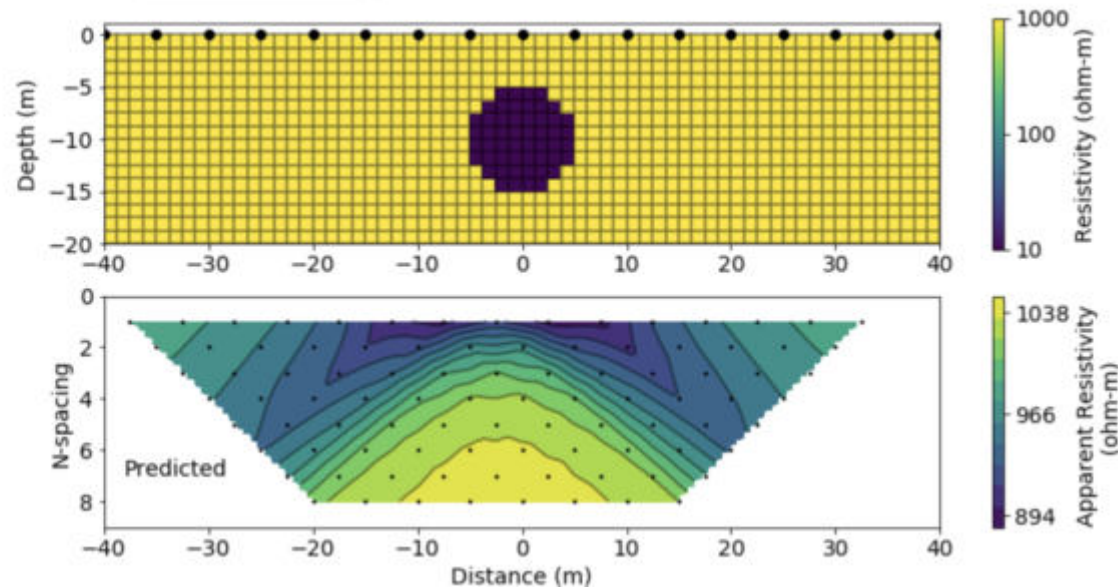 0
−5
−10
−15
−20
Depth (m)
−40 −30 −20 −10 0 10 20 30 40
1000
100
10
Resistivity (ohm-m)
0
2
4
6
8
N-spacing
Predicted
−40 −30 −20 −10 0 10 20 30 40
Distance (m)
1038
966
894
Apparent Resistivity
(ohm-m)